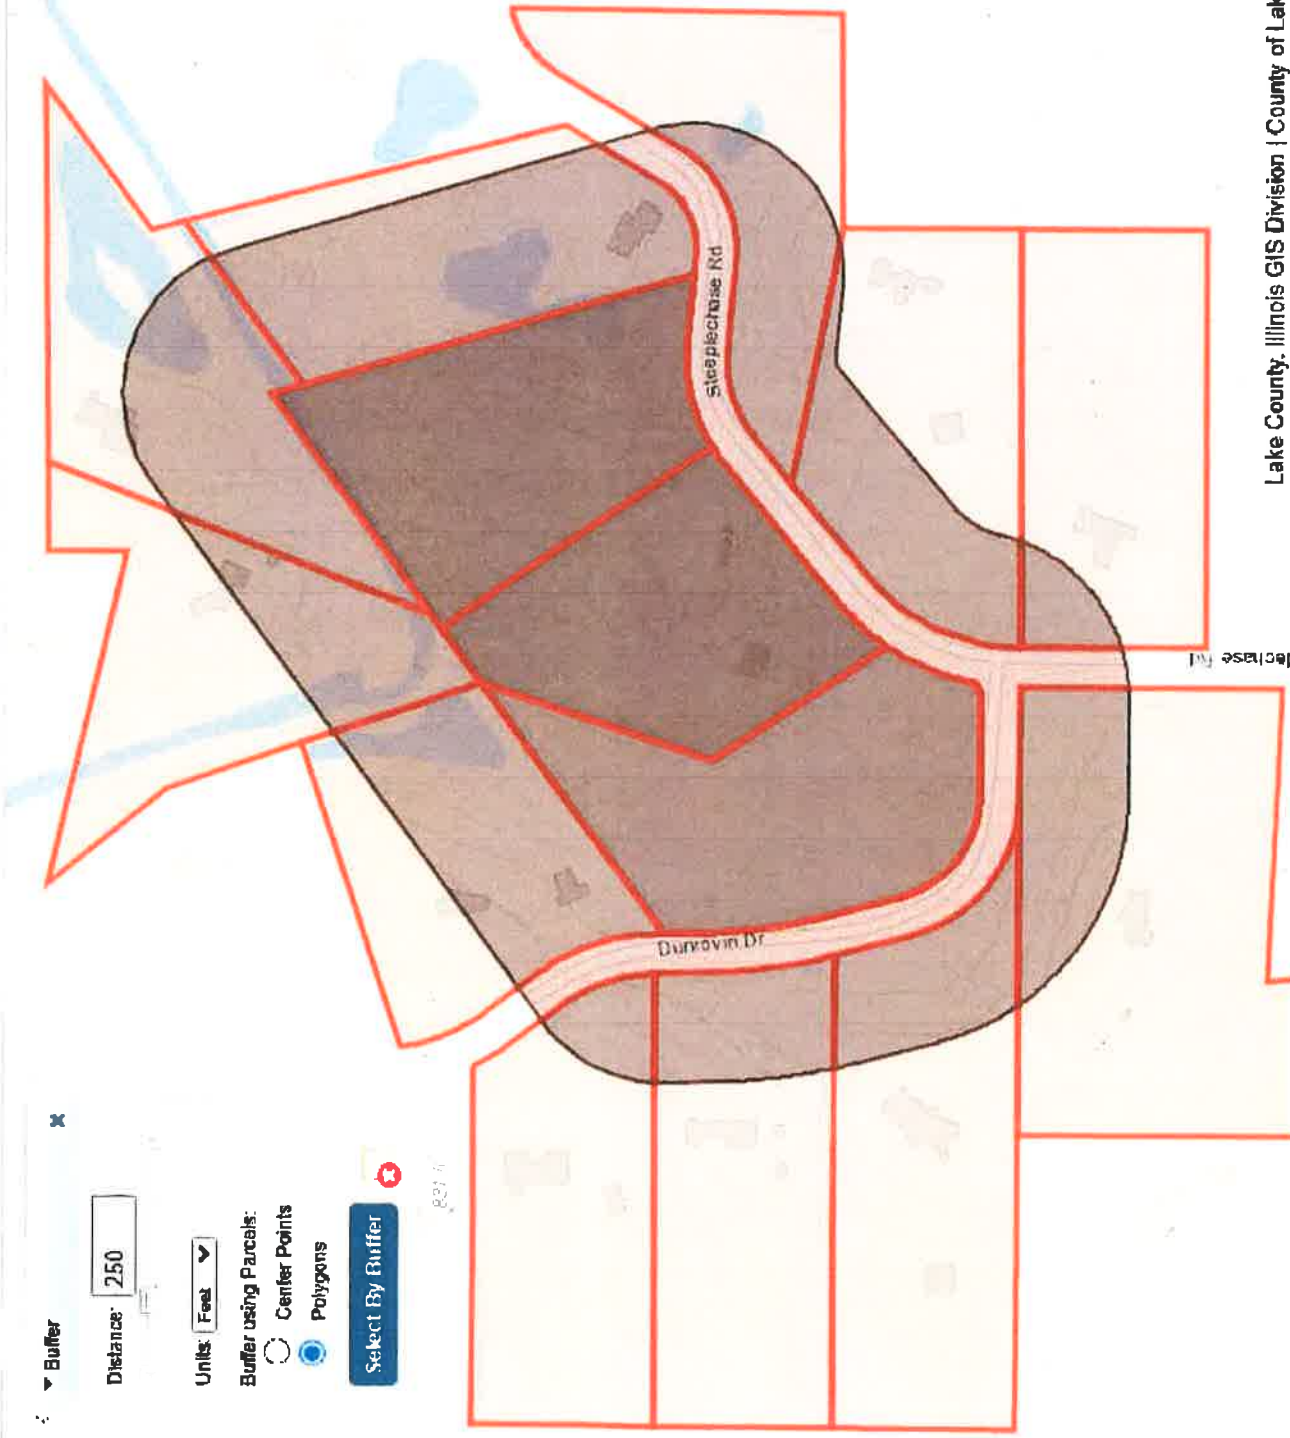 Buffer
x
Distance: 250
Units: Feet
Buffer using Parcels:
Center Points
Polygons
Select By Buffer
Dunrovin Dr
Steeplechase Rd
Lake County, Illinois GIS Division | County of Lak